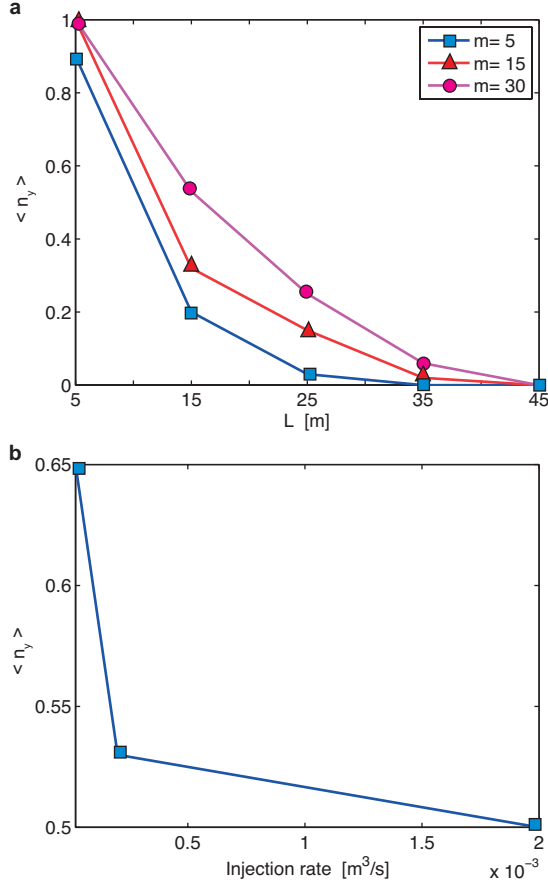 a
1
0.8
0.6
0.4
0.2
0
< n_y >
m= 5
m= 15
m= 30
5
15
25
35
45
L [m]
b
0.65
0.6
0.55
0.5
< n_y >
0.5
1
1.5
2
Injection rate [m³/s]
x 10⁻³